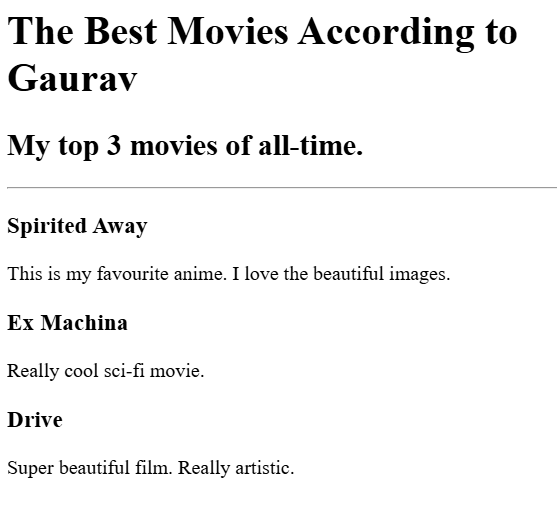 The Best Movies According to
Gaurav
My top 3 movies of all-time.
Spirited Away
This is my favourite anime. I love the beautiful images.
Ex Machina
Really cool sci-fi movie.
Drive
Super beautiful film. Really artistic.